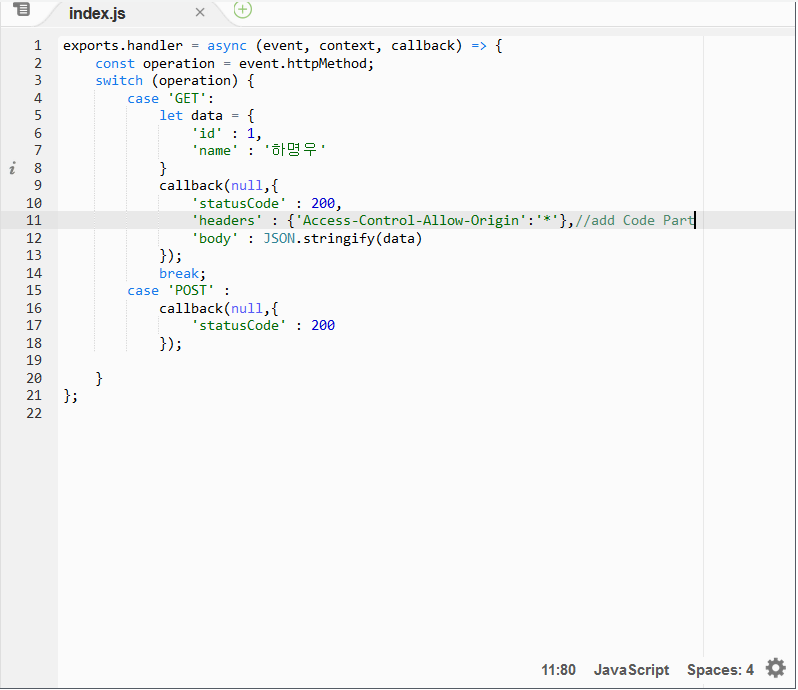 index.js
1 exports.handler = async (event, context, callback) => {
2     const operation = event.httpMethod;
3     switch (operation) {
4         case 'GET':
5             let data = {
6                 'id' : 1,
7                 'name' : '하명우'
8             }
9             callback(null,{
10                 'statusCode' : 200,
11                 'headers' : {'Access-Control-Allow-Origin':'*'},//add Code Part
12                 'body' : JSON.stringify(data)
13             });
14             break;
15         case 'POST' :
16             callback(null,{
17                 'statusCode' : 200
18             });
19
20     }
21 };
22
11:80 JavaScript Spaces: 4